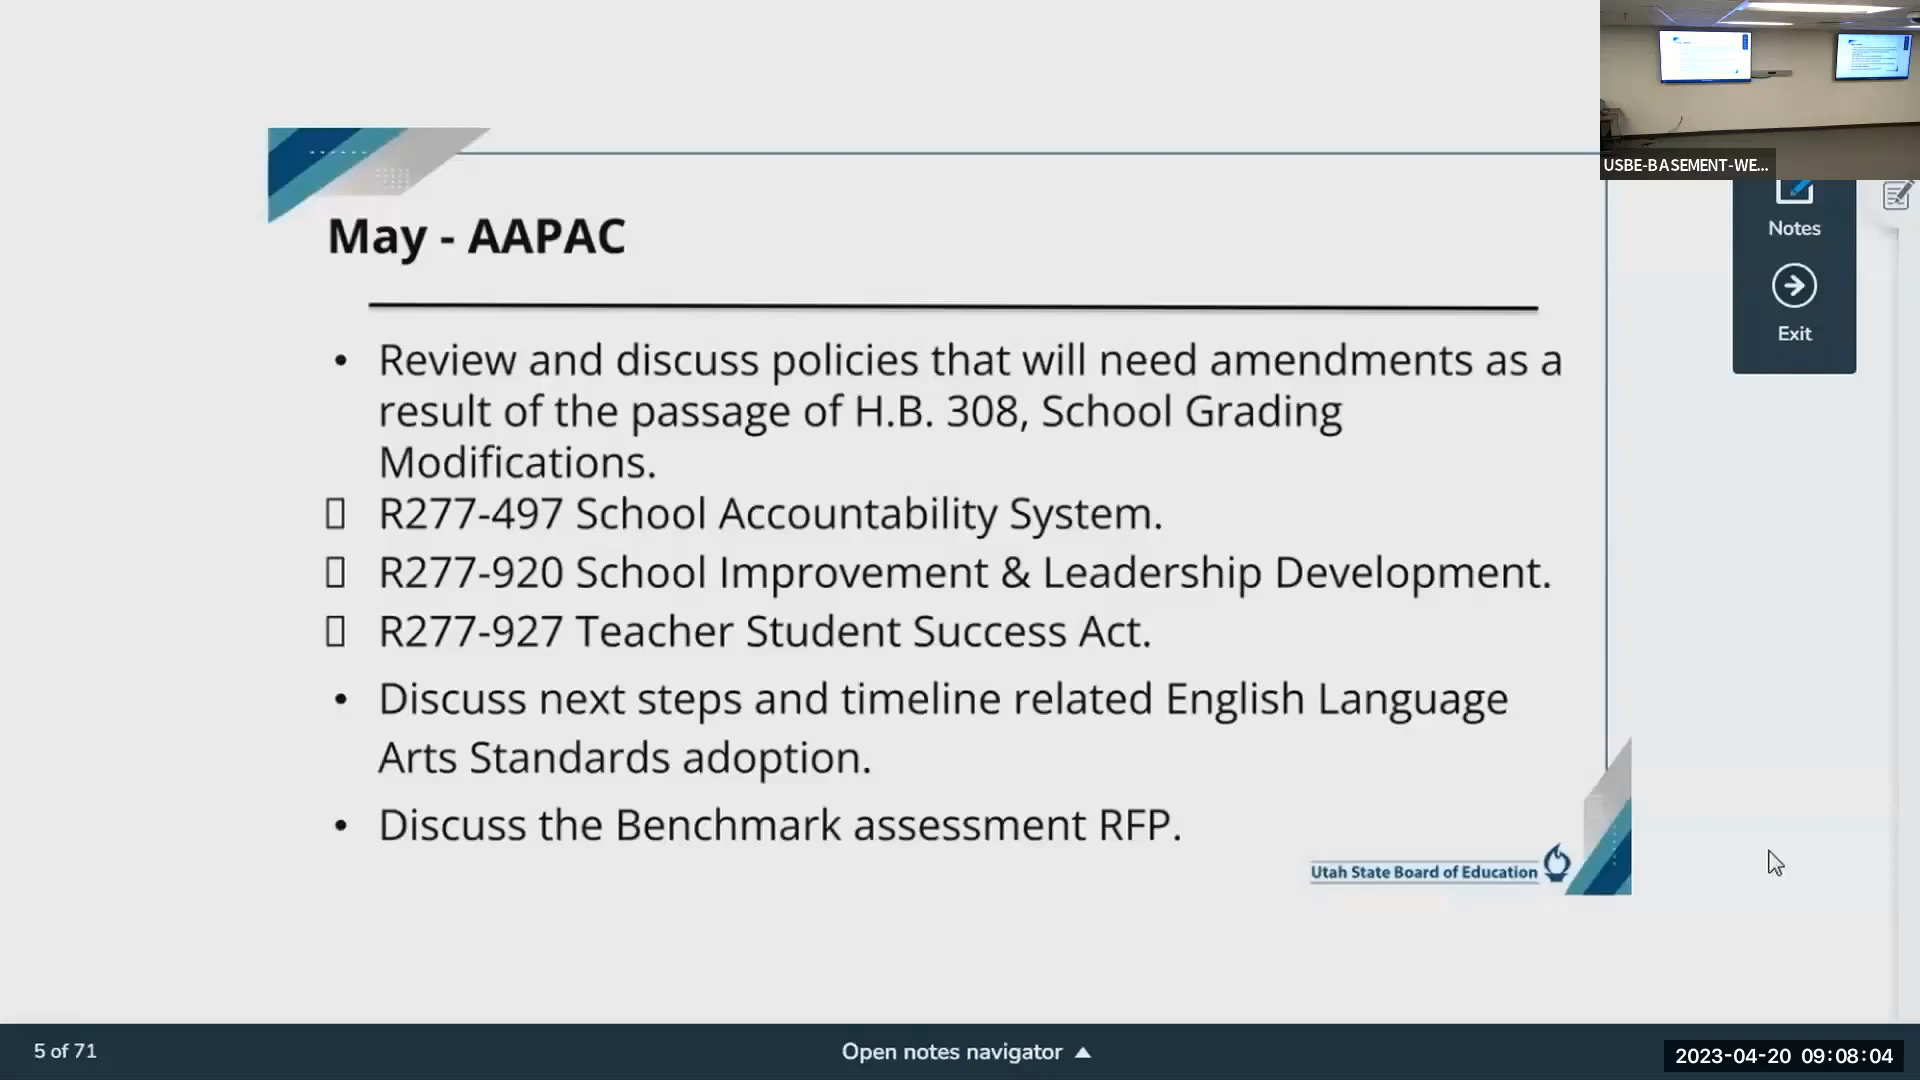 May - AAPAC
• Review and discuss policies that will need amendments as a
result of the passage of H.B. 308, School Grading
Modifications.
R277-497 School Accountability System.
R277-920 School Improvement & Leadership Development.
R277-927 Teacher Student Success Act.
• Discuss next steps and timeline related English Language
Arts Standards adoption.
• Discuss the Benchmark assessment RFP.
Utah State Board of Education
USBE-BASEMENT-WE...
Notes
Exit
5 of 71
Open notes navigator ▲
2023-04-20 09:08:04